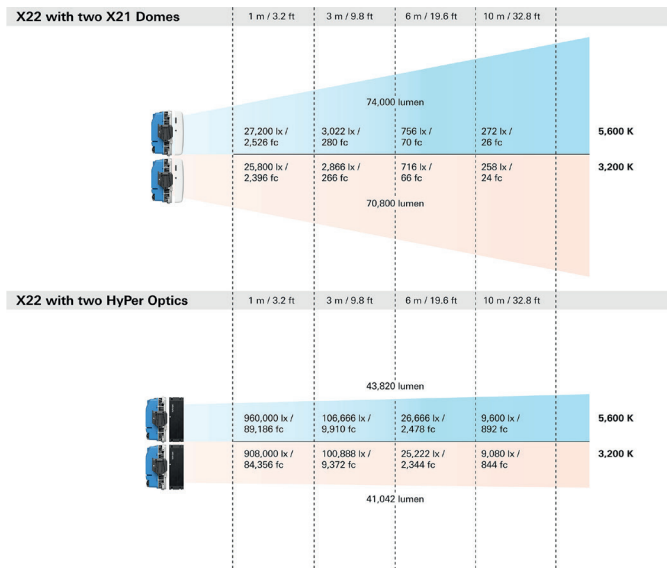 X22 with two X21 Domes 1 m / 3.2 ft 3 m / 9.8 ft 6 m / 19.6 ft 10 m / 32.8 ft
74,000 lumen
27,200 lx / 3,022 lx / 756 lx / 272 lx / 5,600 K
2,526 fc 280 fc 70 fc 26 fc
25,800 lx / 2,866 lx / 716 lx / 258 lx / 3,200 K
2,396 fc 266 fc 66 fc 24 fc
70,800 lumen
X22 with two HyPer Optics 1 m / 3.2 ft 3 m / 9.8 ft 6 m / 19.6 ft 10 m / 32.8 ft
43,820 lumen
960,000 lx / 106,666 lx / 26,666 lx / 9,600 lx / 5,600 K
89,186 fc 9,910 fc 2,478 fc 892 fc
908,000 lx / 100,888 lx / 25,222 lx / 9,080 lx / 3,200 K
84,356 fc 9,372 fc 2,344 fc 844 fc
41,042 lumen